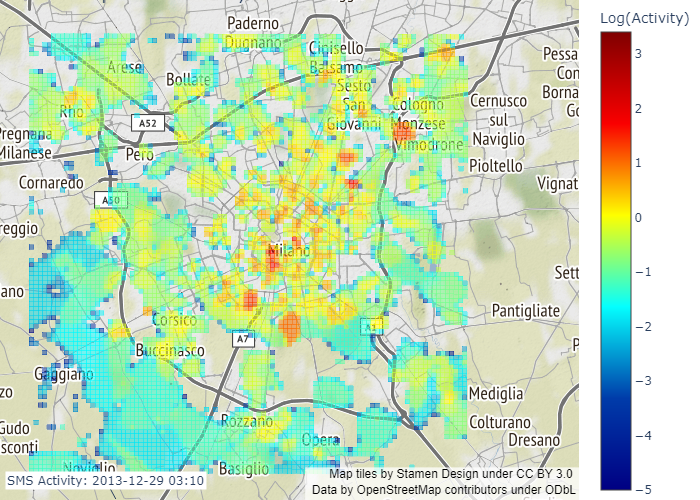 Log(Activity)
Paderno
Dugnano
Cinisello
Balsamo
Arese
Bollate
Sesto
San
Giovanni
Cologno
Monzese
Vimodrone
Cernusco
sul
Naviglio
Pessa
Con
Borna
Go
Rho
A52
Pregnana
Milanese
Pero
Pioltello
Cornaredo
Vignat
A50
reggio
Milano
Sett
ano
Pantigliate
Corsico
A1
A7
P
Buccinasco
Gaggiano
zo
Mediglia
Rozzano
Colturano
Gudo
sconti
Opera
Dresano
Noviglio
Basiglio
3
2
1
0
−1
−2
−3
−4
−5
SMS Activity: 2013-12-29 03:10
Map tiles by Stamen Design under CC BY 3.0
Data by OpenStreetMap contributors under ODbL